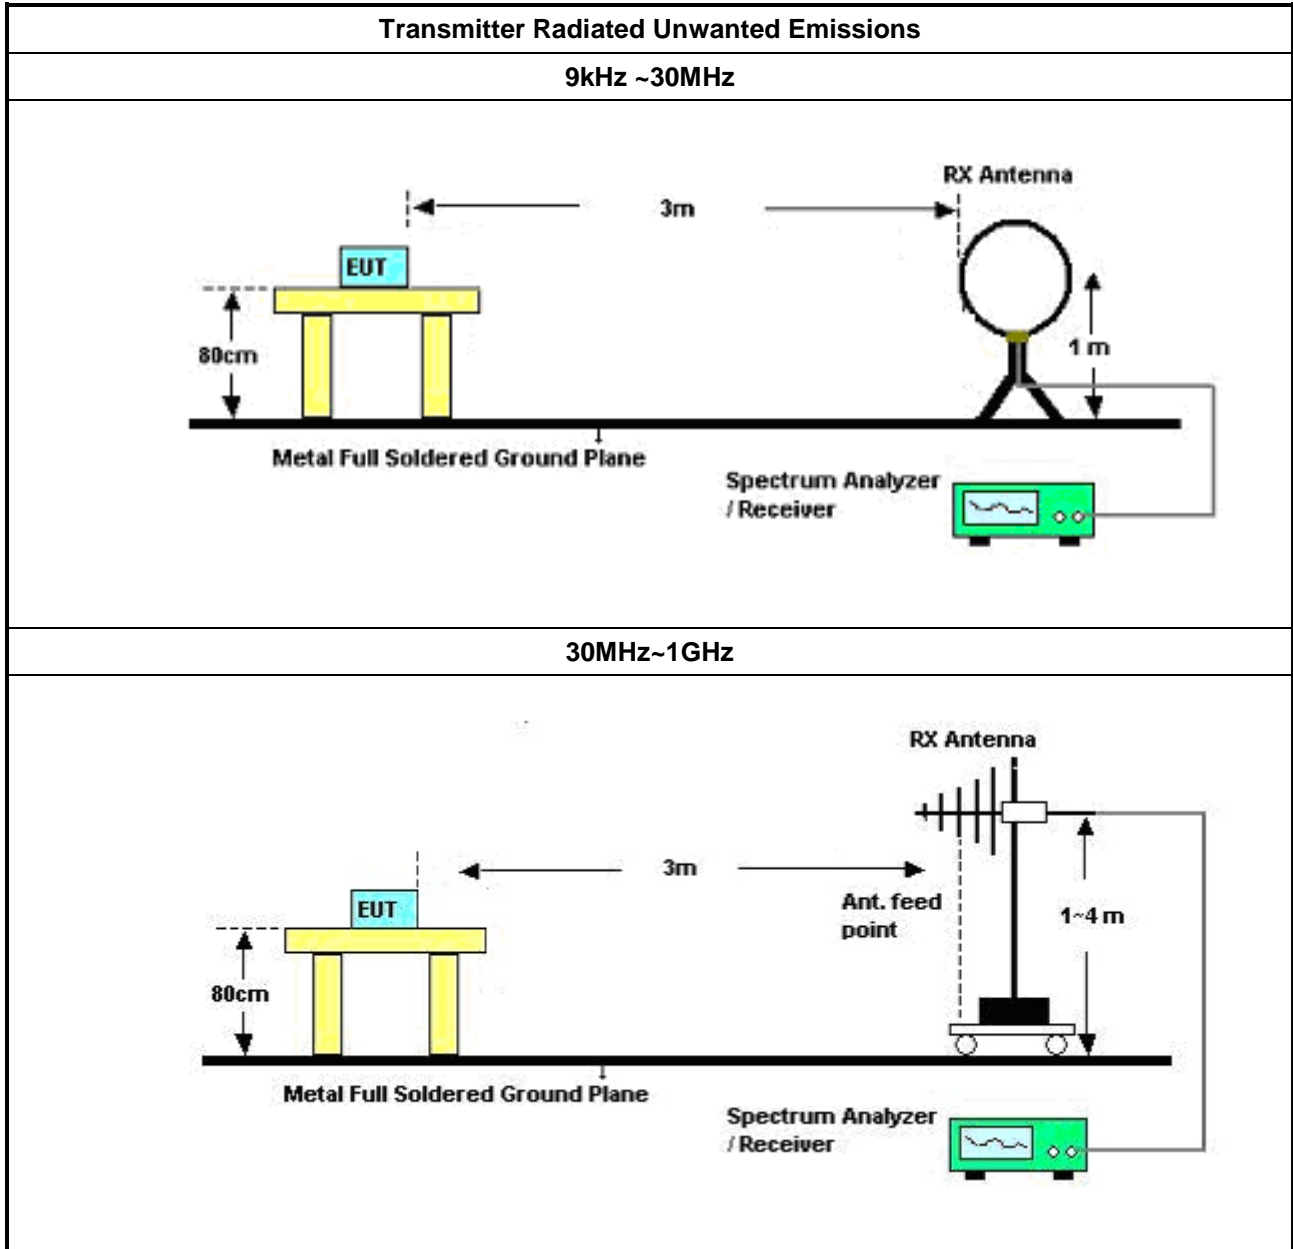 Transmitter Radiated Unwanted Emissions
9kHz ~30MHz
RX Antenna
3m
EUT
80cm
1 m
Metal Full Soldered Ground Plane
Spectrum Analyzer
/ Receiver
30MHz~1GHz
RX Antenna
3m
EUT
Ant. feed
point
1~4 m
80cm
Metal Full Soldered Ground Plane
Spectrum Analyzer
/ Receiver